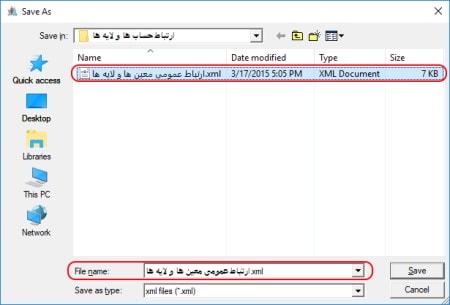 Save As
Save in: ارتباط حساب ها و لایه ها
Name Date modified Type Size
ارتباط عمومی معین ها و لایه ها.xml 3/17/2015 5:05 PM XML Document 7 KB
Quick access
Desktop
Libraries
This PC
Network
File name: ارتباط عمومی معین ها و لایه ها.xml Save
Save as type: xml files (*.xml) Cancel